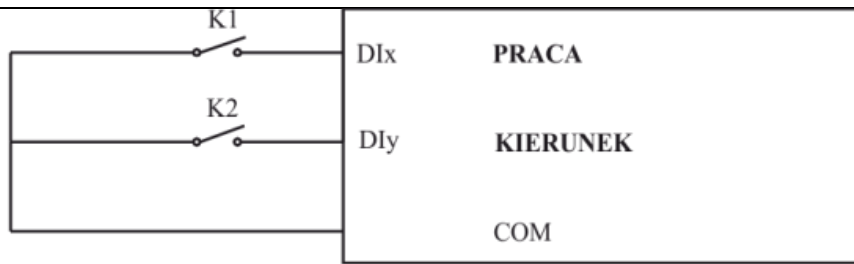 K1
DIx PRACA
K2
DIy KIERUNEK
COM